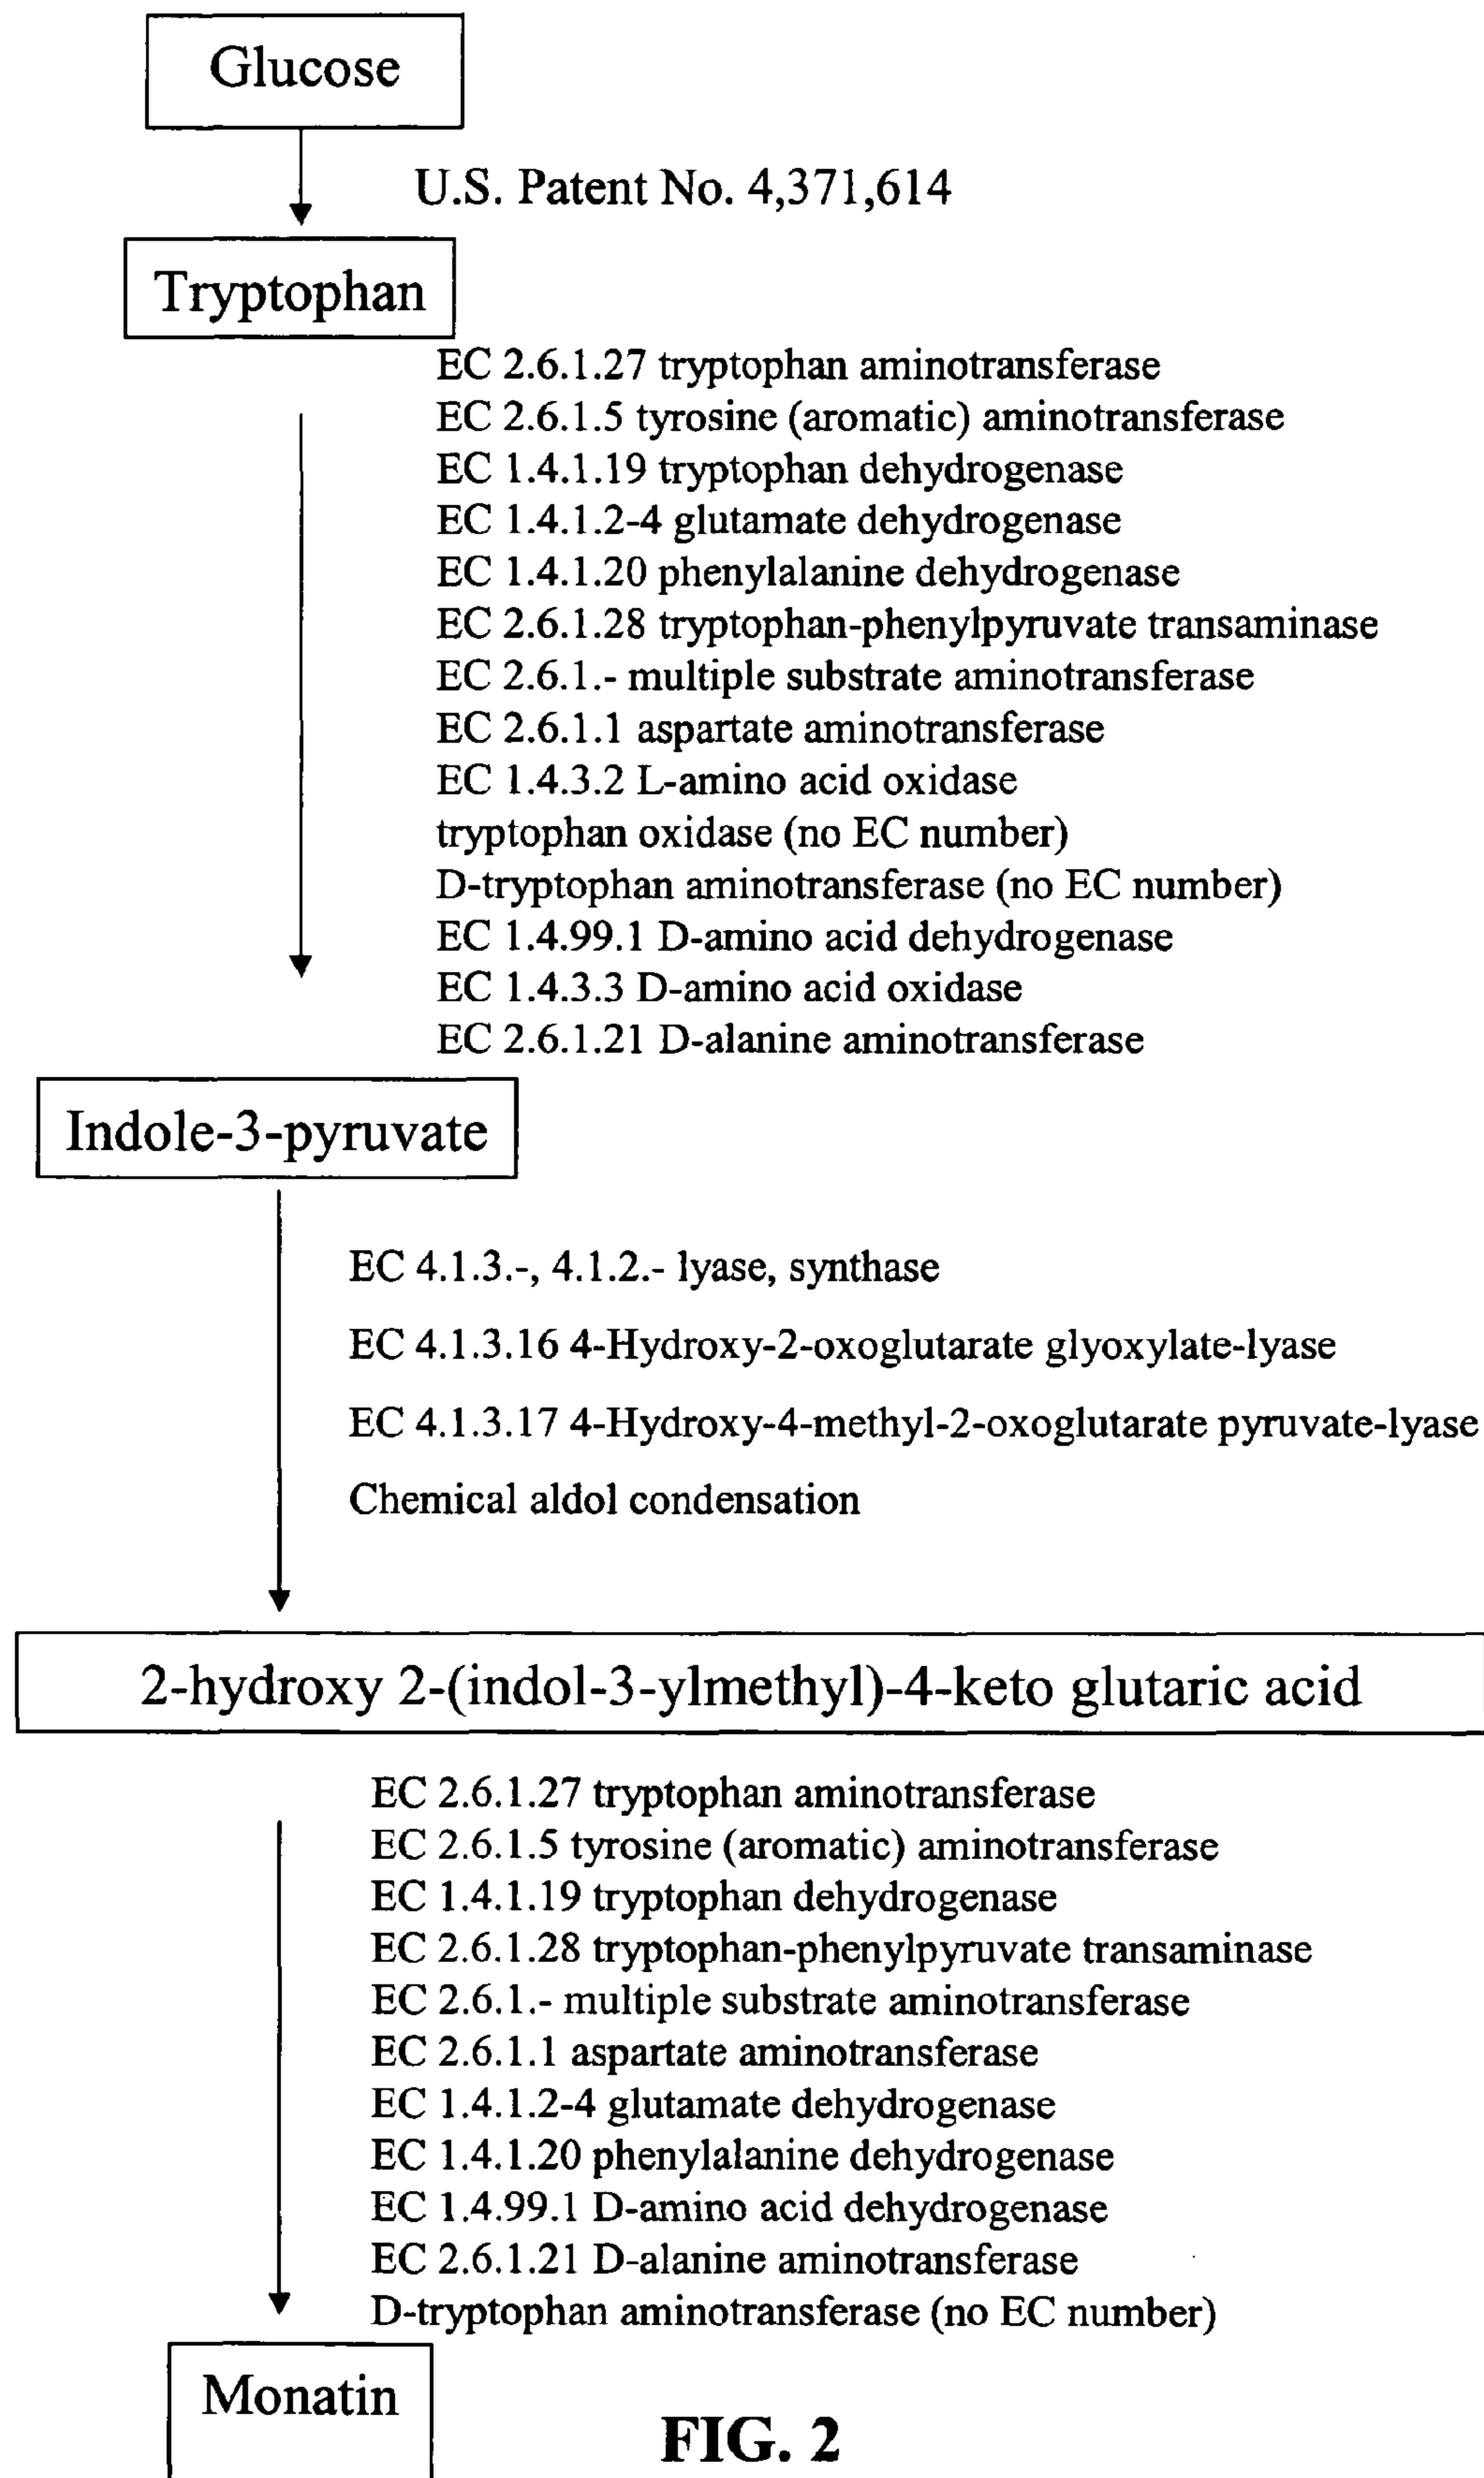 Glucose
U.S. Patent No. 4,371,614
Tryptophan
EC 2.6.1.27 tryptophan aminotransferase
EC 2.6.1.5 tyrosine (aromatic) aminotransferase
EC 1.4.1.19 tryptophan dehydrogenase
EC 1.4.1.2-4 glutamate dehydrogenase
EC 1.4.1.20 phenylalanine dehydrogenase
EC 2.6.1.28 tryptophan-phenylpyruvate transaminase
EC 2.6.1.- multiple substrate aminotransferase
EC 2.6.1.1 aspartate aminotransferase
EC 1.4.3.2 L-amino acid oxidase
tryptophan oxidase (no EC number)
D-tryptophan aminotransferase (no EC number)
EC 1.4.99.1 D-amino acid dehydrogenase
EC 1.4.3.3 D-amino acid oxidase
EC 2.6.1.21 D-alanine aminotransferase
Indole-3-pyruvate
EC 4.1.3.-, 4.1.2.- lyase, synthase
EC 4.1.3.16 4-Hydroxy-2-oxoglutarate glyoxylate-lyase
EC 4.1.3.17 4-Hydroxy-4-methyl-2-oxoglutarate pyruvate-lyase
Chemical aldol condensation
2-hydroxy 2-(indol-3-ylmethyl)-4-keto glutaric acid
EC 2.6.1.27 tryptophan aminotransferase
EC 2.6.1.5 tyrosine (aromatic) aminotransferase
EC 1.4.1.19 tryptophan dehydrogenase
EC 2.6.1.28 tryptophan-phenylpyruvate transaminase
EC 2.6.1.- multiple substrate aminotransferase
EC 2.6.1.1 aspartate aminotransferase
EC 1.4.1.2-4 glutamate dehydrogenase
EC 1.4.1.20 phenylalanine dehydrogenase
EC 1.4.99.1 D-amino acid dehydrogenase
EC 2.6.1.21 D-alanine aminotransferase
D-tryptophan aminotransferase (no EC number)
Monatin
FIG. 2